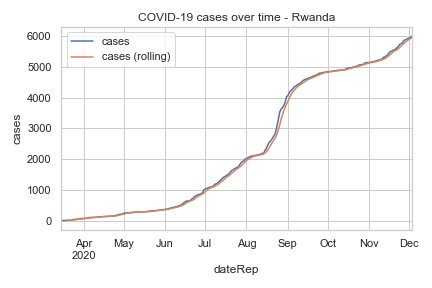 COVID-19 cases over time - Rwanda
cases
cases (rolling)
6000
5000
4000
3000
2000
1000
0
cases
Apr May Jun Jul Aug Sep Oct Nov Dec
2020
dateRep